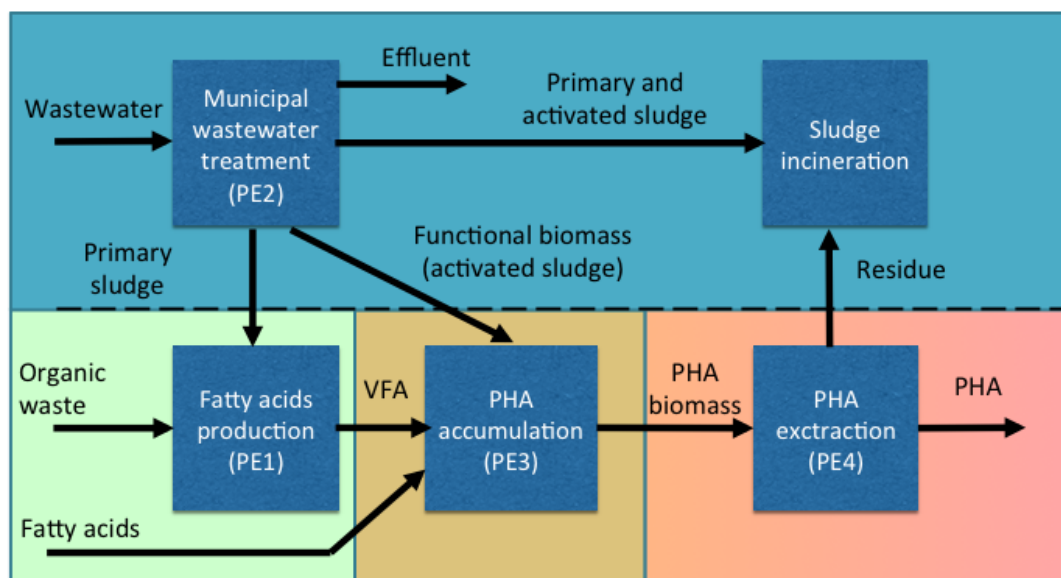 Effluent
Wastewater
Municipal
wastewater
treatment
(PE2)
Primary and
activated sludge
Sludge
incineration
Primary
sludge
Functional biomass
(activated sludge)
Residue
Organic
waste
Fatty acids
production
(PE1)
VFA
PHA
accumulation
(PE3)
PHA
biomass
PHA
exctraction
(PE4)
PHA
Fatty acids